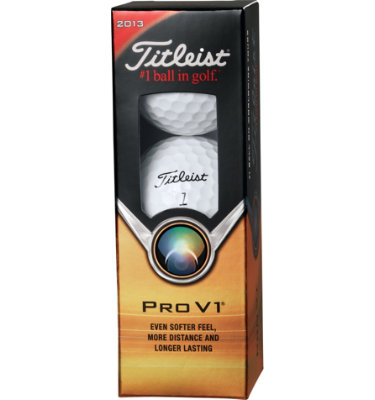 2013
Titleist
#1 ball in golf.
Titleist
1
PRO V1®
EVEN SOFTER FEEL,
MORE DISTANCE AND
LONGER LASTING